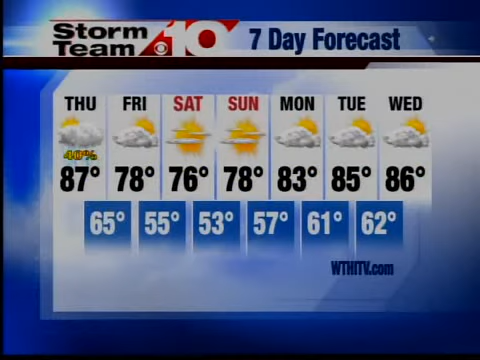 Storm
Team
10
7 Day Forecast
THU FRI SAT SUN MON TUE WED
40%
87° 78° 76° 78° 83° 85° 86°
65° 55° 53° 57° 61° 62°
WTHITV.com